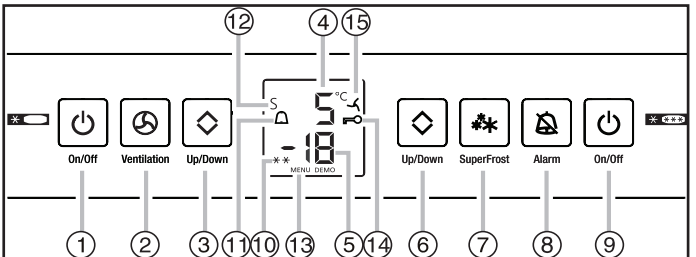 ⑫ ④ ⑮
S 5 °C
On/Off Ventilation Up/Down -18 Up/Down SuperFrost Alarm On/Off
MENU DEMO
① ② ③ ⑪ ⑩ ⑬ ⑤ ⑭ ⑥ ⑦ ⑧ ⑨